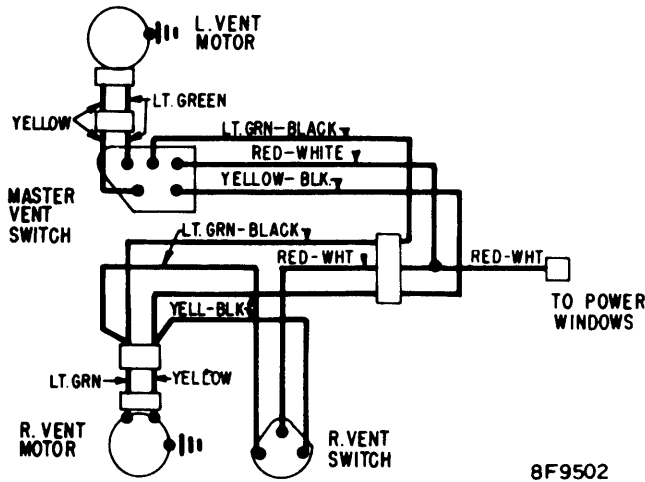 L. VENT
MOTOR
LT. GREEN
YELLOW
LT. GRN-BLACK
RED-WHITE
YELLOW-BLK.
MASTER
VENT
SWITCH
LT. GRN-BLACK
RED-WHT
RED-WHT
TO POWER
WINDOWS
YELL-BLK
LT. GRN
YELLOW
R. VENT
MOTOR
R. VENT
SWITCH
8F9502